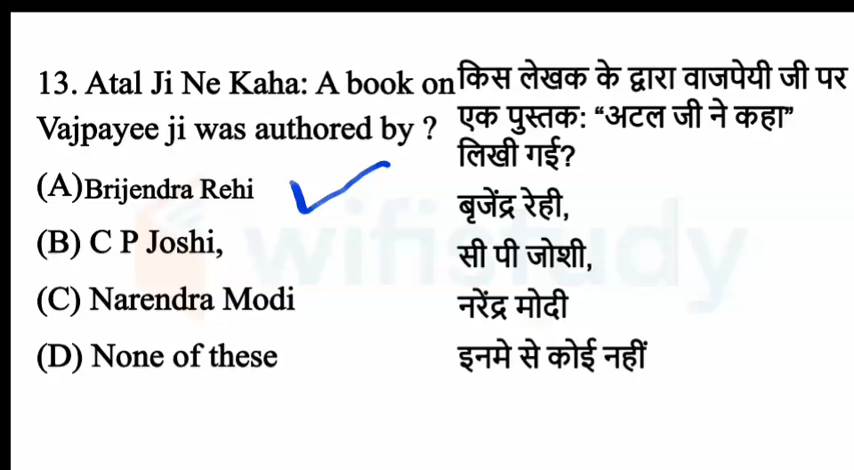 13. Atal Ji Ne Kaha: A book on
Vajpayee ji was authored by ?
(A)Brijendra Rehi
(B) C P Joshi,
(C) Narendra Modi
(D) None of these
किस लेखक के द्वारा वाजपेयी जी पर
एक पुस्तक: “अटल जी ने कहा”
लिखी गई?
बृजेंद्र रेही,
सी पी जोशी,
नरेंद्र मोदी
इनमे से कोई नहीं
wifistudy